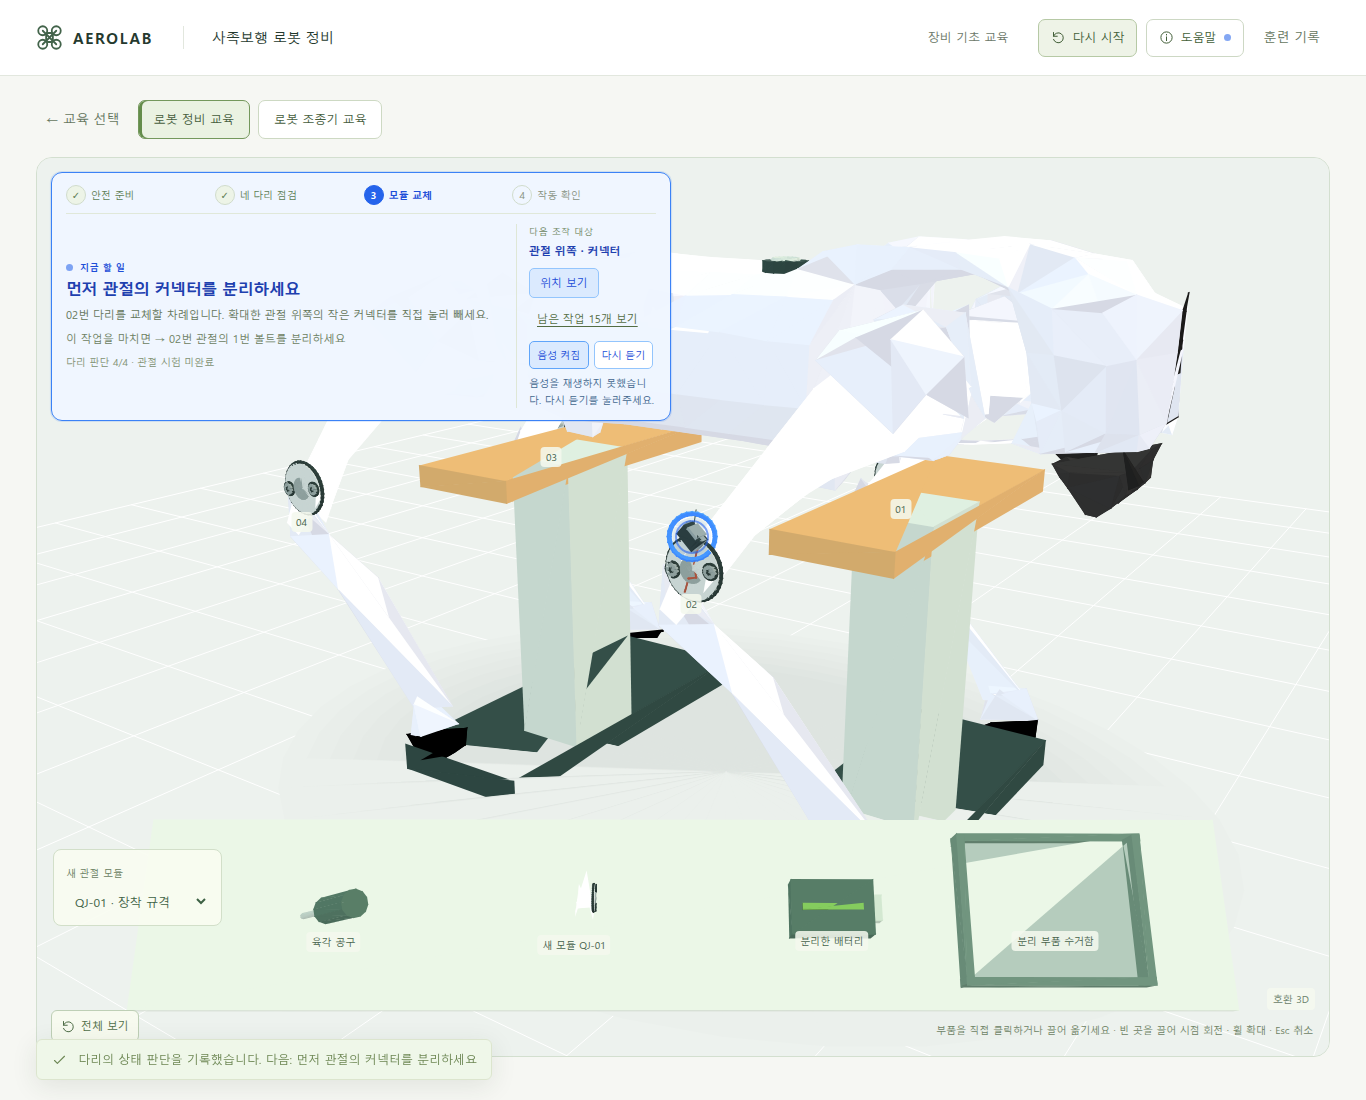 AEROLAB
사족보행 로봇 정비
장비 기초 교육
다시 시작
도움말
훈련 기록
← 교육 선택
로봇 정비 교육
로봇 조종기 교육
✓ 안전 준비
✓ 네 다리 점검
3 모듈 교체
4 작동 확인
지금 할 일
먼저 관절의 커넥터를 분리하세요
02번 다리를 교체할 차례입니다. 확대한 관절 위쪽의 작은 커넥터를 직접 눌러 빼세요.
이 작업을 마치면 → 02번 관절의 1번 볼트를 분리하세요
다리 판단 4/4 · 관절 시험 미완료
다음 조작 대상
관절 위쪽 · 커넥터
위치 보기
남은 작업 15개 보기
음성 켜짐
다시 듣기
음성을 재생하지 못했습니
다. 다시 듣기를 눌러주세요.
03
01
04
02
새 관절 모듈
QJ-01 · 장착 규격
육각 공구
새 모듈 QJ-01
분리한 배터리
분리 부품 수거함
호환 3D
전체 보기
부품을 직접 클릭하거나 끌어 옮기세요 · 빈 곳을 끌어 시점 회전 · 휠 확대 · Esc 취소
다리의 상태 판단을 기록했습니다. 다음: 먼저 관절의 커넥터를 분리하세요